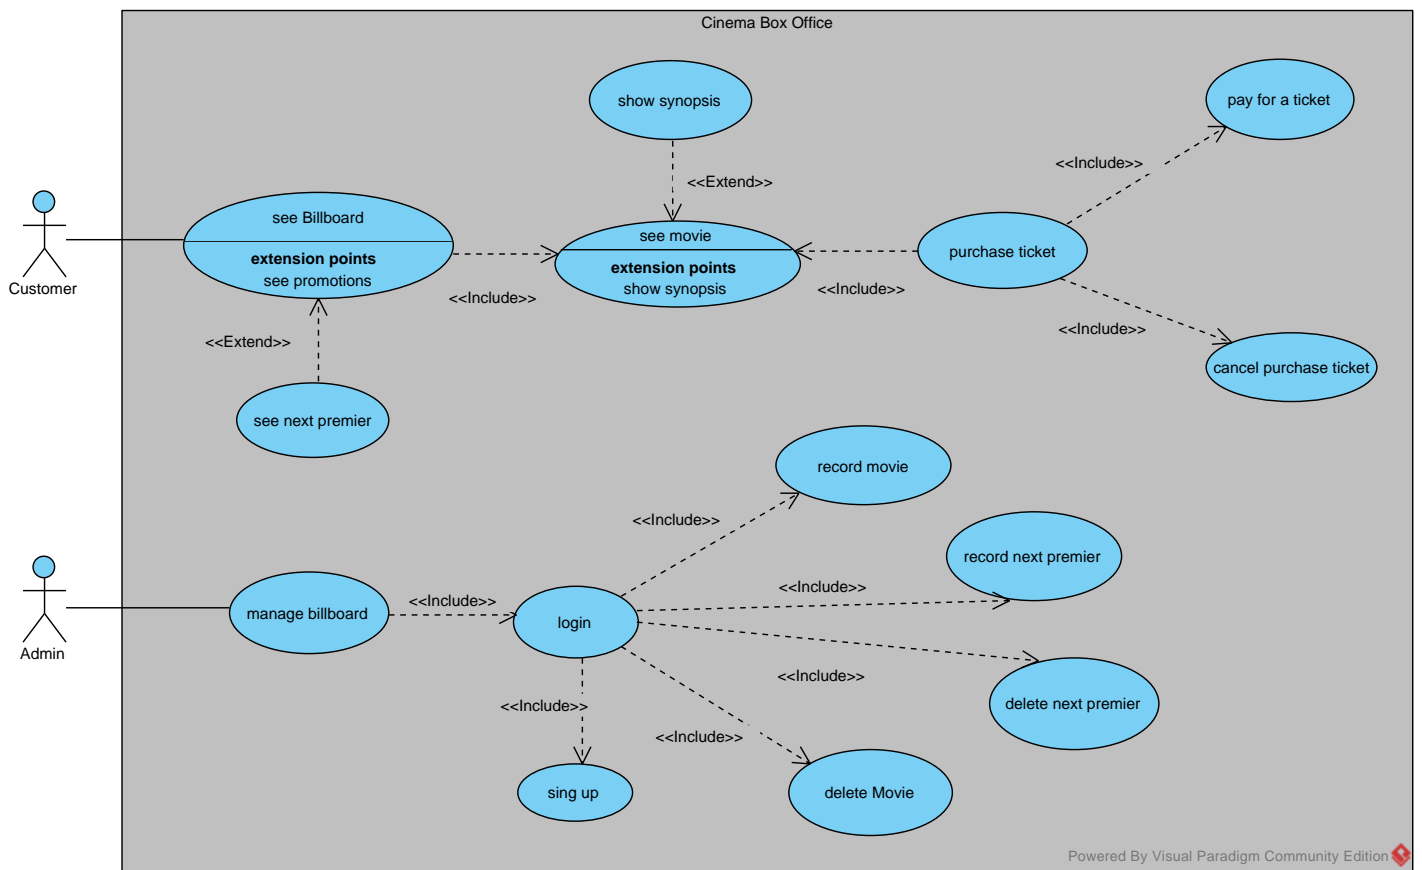 Cinema Box Office
show synopsis
pay for a ticket
<<Include>>
<<Extend>>
see Billboard
extension points
see promotions
see movie
extension points
show synopsis
purchase ticket
Customer
<<Include>>
<<Include>>
<<Include>>
<<Extend>>
cancel purchase ticket
see next premier
record movie
<<Include>>
record next premier
<<Include>>
manage billboard
<<Include>>
login
Admin
<<Include>>
delete next premier
<<Include>>
<<Include>>
sing up
delete Movie
Powered By Visual Paradigm Community Edition